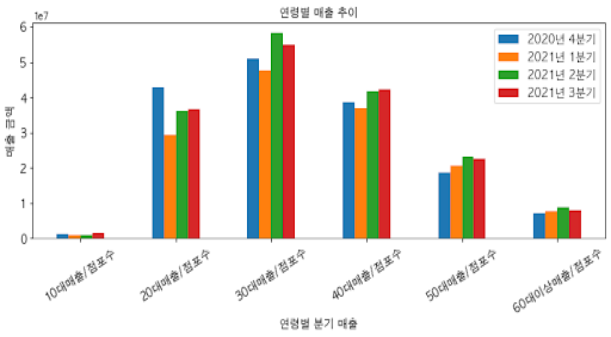 연령별 매출 추이
1e7
6
5
4
3
2
1
0
매출 금액
2020년 4분기
2021년 1분기
2021년 2분기
2021년 3분기
10대매출/점포수
20대매출/점포수
30대매출/점포수
40대매출/점포수
50대매출/점포수
60대이상매출/점포수
연령별 분기 매출